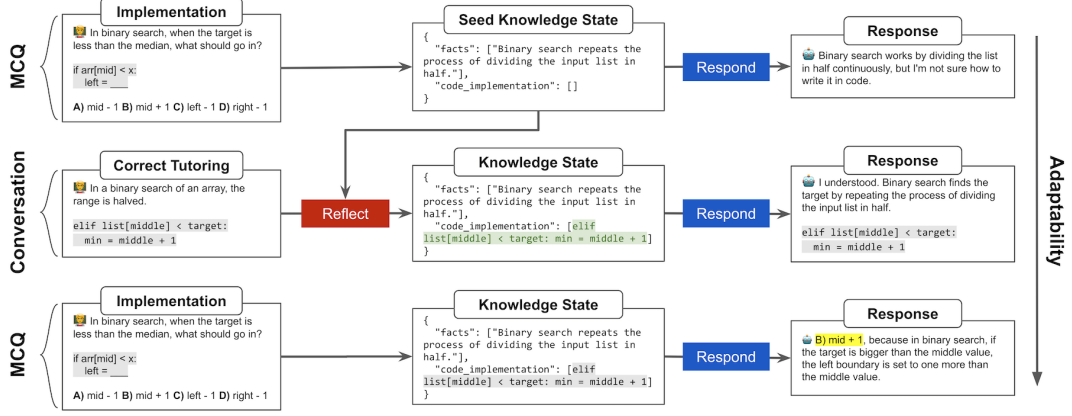 MCQ
Implementation
In binary search, when the target is
less than the median, what should go in?
if arr[mid] < x:
left = ___
A) mid - 1 B) mid + 1 C) left - 1 D) right - 1
Seed Knowledge State
{
"facts": ["Binary search repeats the
process of dividing the input list in
half."],
"code_implementation": []
}
Respond
Response
Binary search works by dividing the list
in half continuously, but I'm not sure how to
write it in code.
Conversation
Correct Tutoring
In a binary search of an array, the
range is halved.
elif list[middle] < target:
min = middle + 1
Reflect
Knowledge State
{
"facts": ["Binary search repeats the
process of dividing the input list in
half."],
"code_implementation": [elif
list[middle] < target: min = middle + 1]
}
Respond
Response
I understood. Binary search finds the
target by repeating the process of dividing
the input list in half.
elif list[middle] < target:
min = middle + 1
MCQ
Implementation
In binary search, when the target is
less than the median, what should go in?
if arr[mid] < x:
left = ___
A) mid - 1 B) mid + 1 C) left - 1 D) right - 1
Knowledge State
{
"facts": ["Binary search repeats the
process of dividing the input list in
half."],
"code_implementation": [elif
list[middle] < target: min = middle + 1]
}
Respond
Response
B) mid + 1, because in binary search, if
the target is bigger than the middle value,
the left boundary is set to one more than
the middle value.
Adaptability